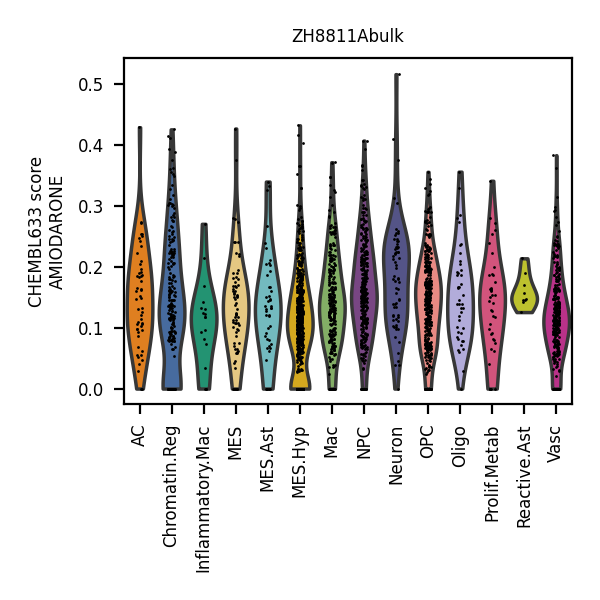 ZH8811Abulk
CHEMBL633 score
AMIODARONE
0.5
0.4
0.3
0.2
0.1
0.0
AC
Chromatin.Reg
Inflammatory.Mac
MES
MES.Ast
MES.Hyp
Mac
NPC
Neuron
OPC
Oligo
Prolif.Metab
Reactive.Ast
Vasc